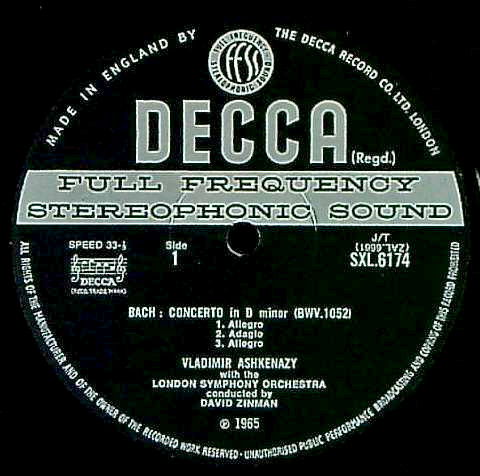 MADE IN ENGLAND BY
FULL FREQUENCY
ffss
STEREOPHONIC SOUND
THE DECCA RECORD CO. LTD. LONDON
DECCA (Regd.)
FULL FREQUENCY
STEREOPHONIC SOUND
SPEED 33⅓
DECCA
Side
1
J/T
(ZAL.6661)
SXL.6174
BACH : CONCERTO in D minor (BWV.1052)
1. Allegro
2. Adagio
3. Allegro
VLADIMIR ASHKENAZY
with the
LONDON SYMPHONY ORCHESTRA
conducted by
DAVID ZINMAN
℗ 1965
ALL RIGHTS OF THE MANUFACTURER AND OF THE OWNER OF THE RECORDED WORK RESERVED · UNAUTHORISED PUBLIC PERFORMANCE BROADCASTING AND COPYING OF THIS RECORD PROHIBITED